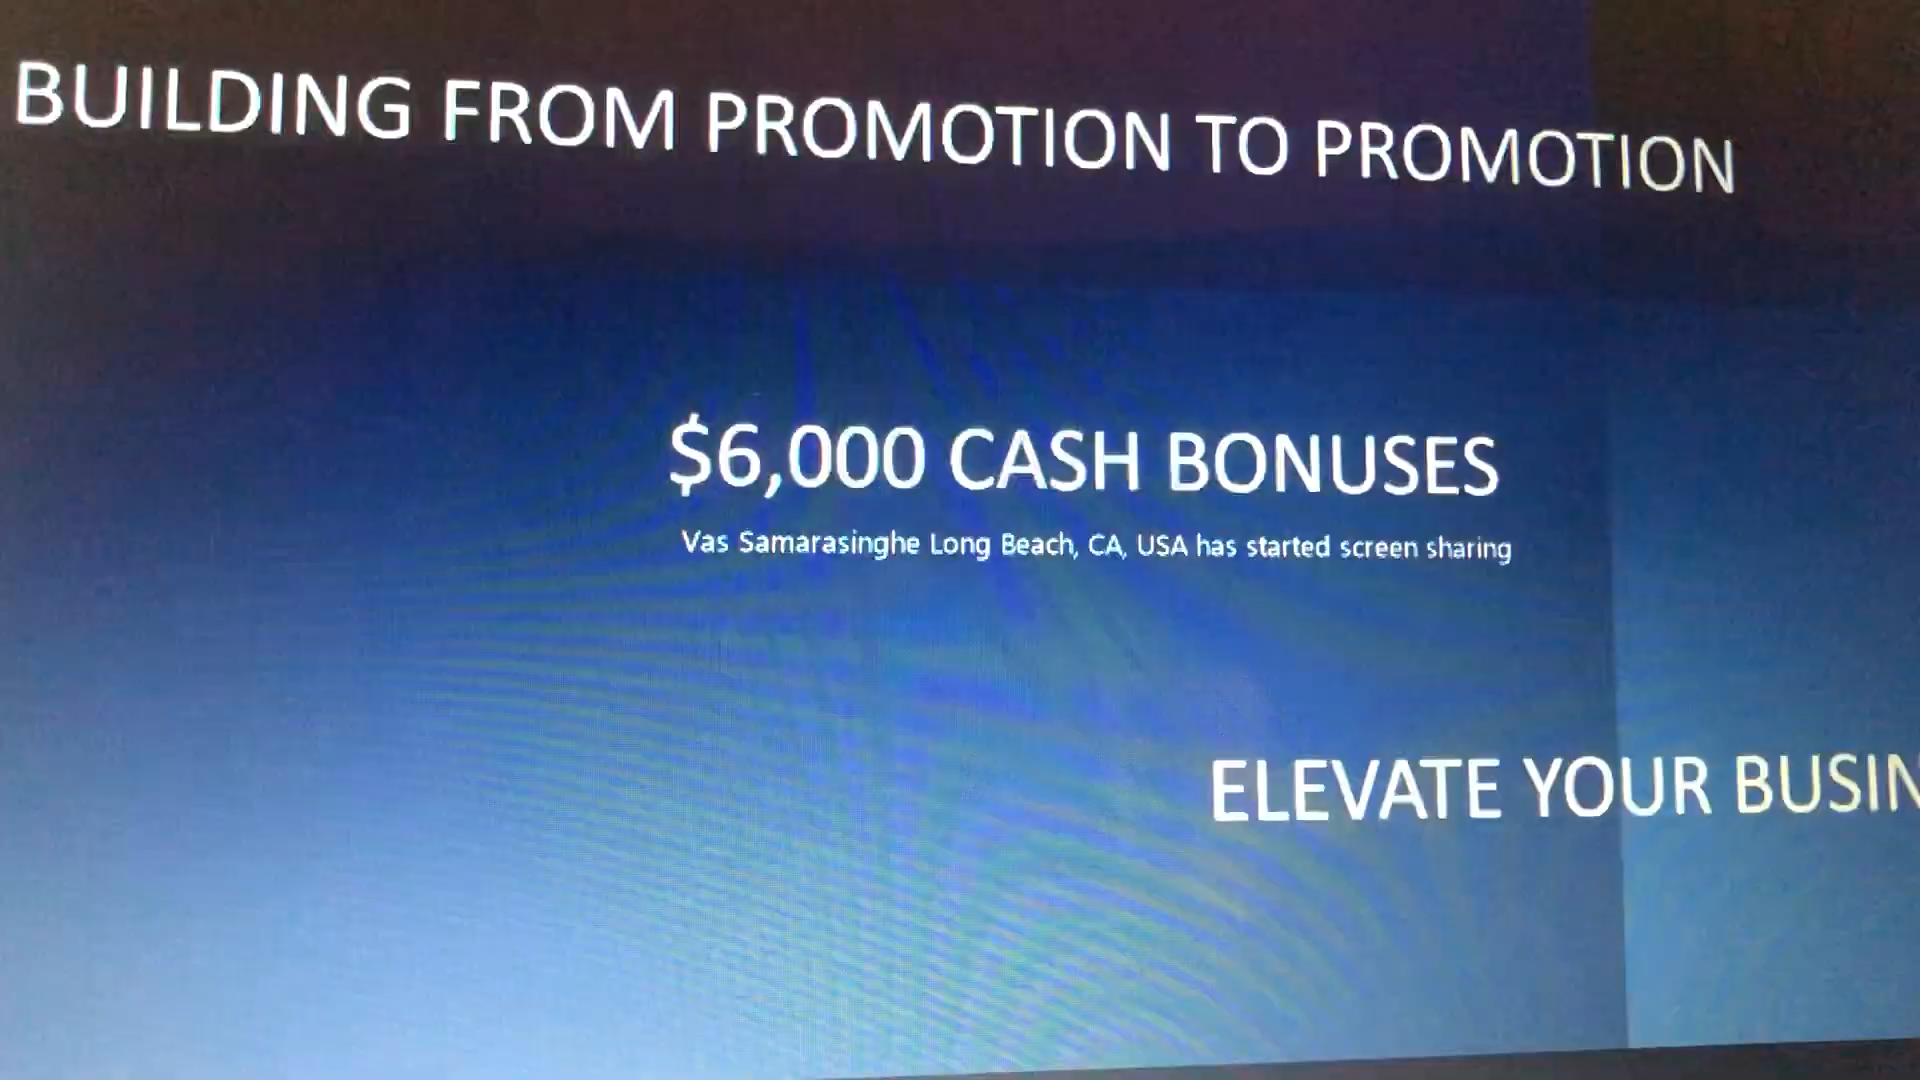 BUILDING FROM PROMOTION TO PROMOTION
$6,000 CASH BONUSES
Vas Samarasinghe Long Beach, CA, USA has started screen sharing
ELEVATE YOUR BUSIN